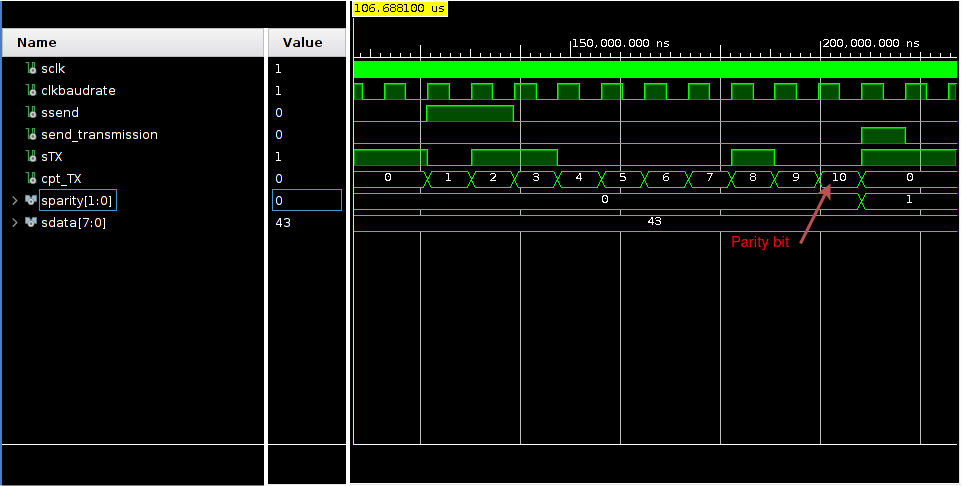 106.688100 us
Name Value
150,000.000 ns 200,000.000 ns
sclk 1
clkbaudrate 1
ssend 0
send_transmission 0
sTX 1
cpt_TX 0 0 1 2 3 4 5 6 7 8 9 10 0
sparity[1:0] 0 0 1
sdata[7:0] 43 43
Parity bit